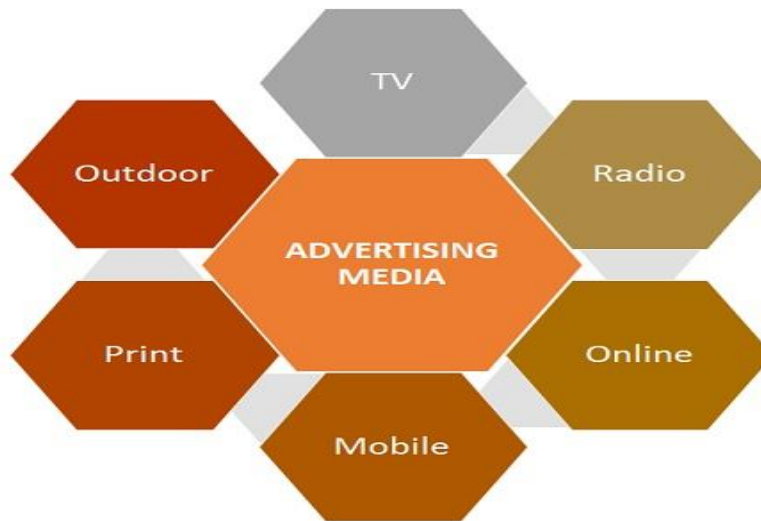 TV
Outdoor
Radio
ADVERTISING
MEDIA
Print
Online
Mobile